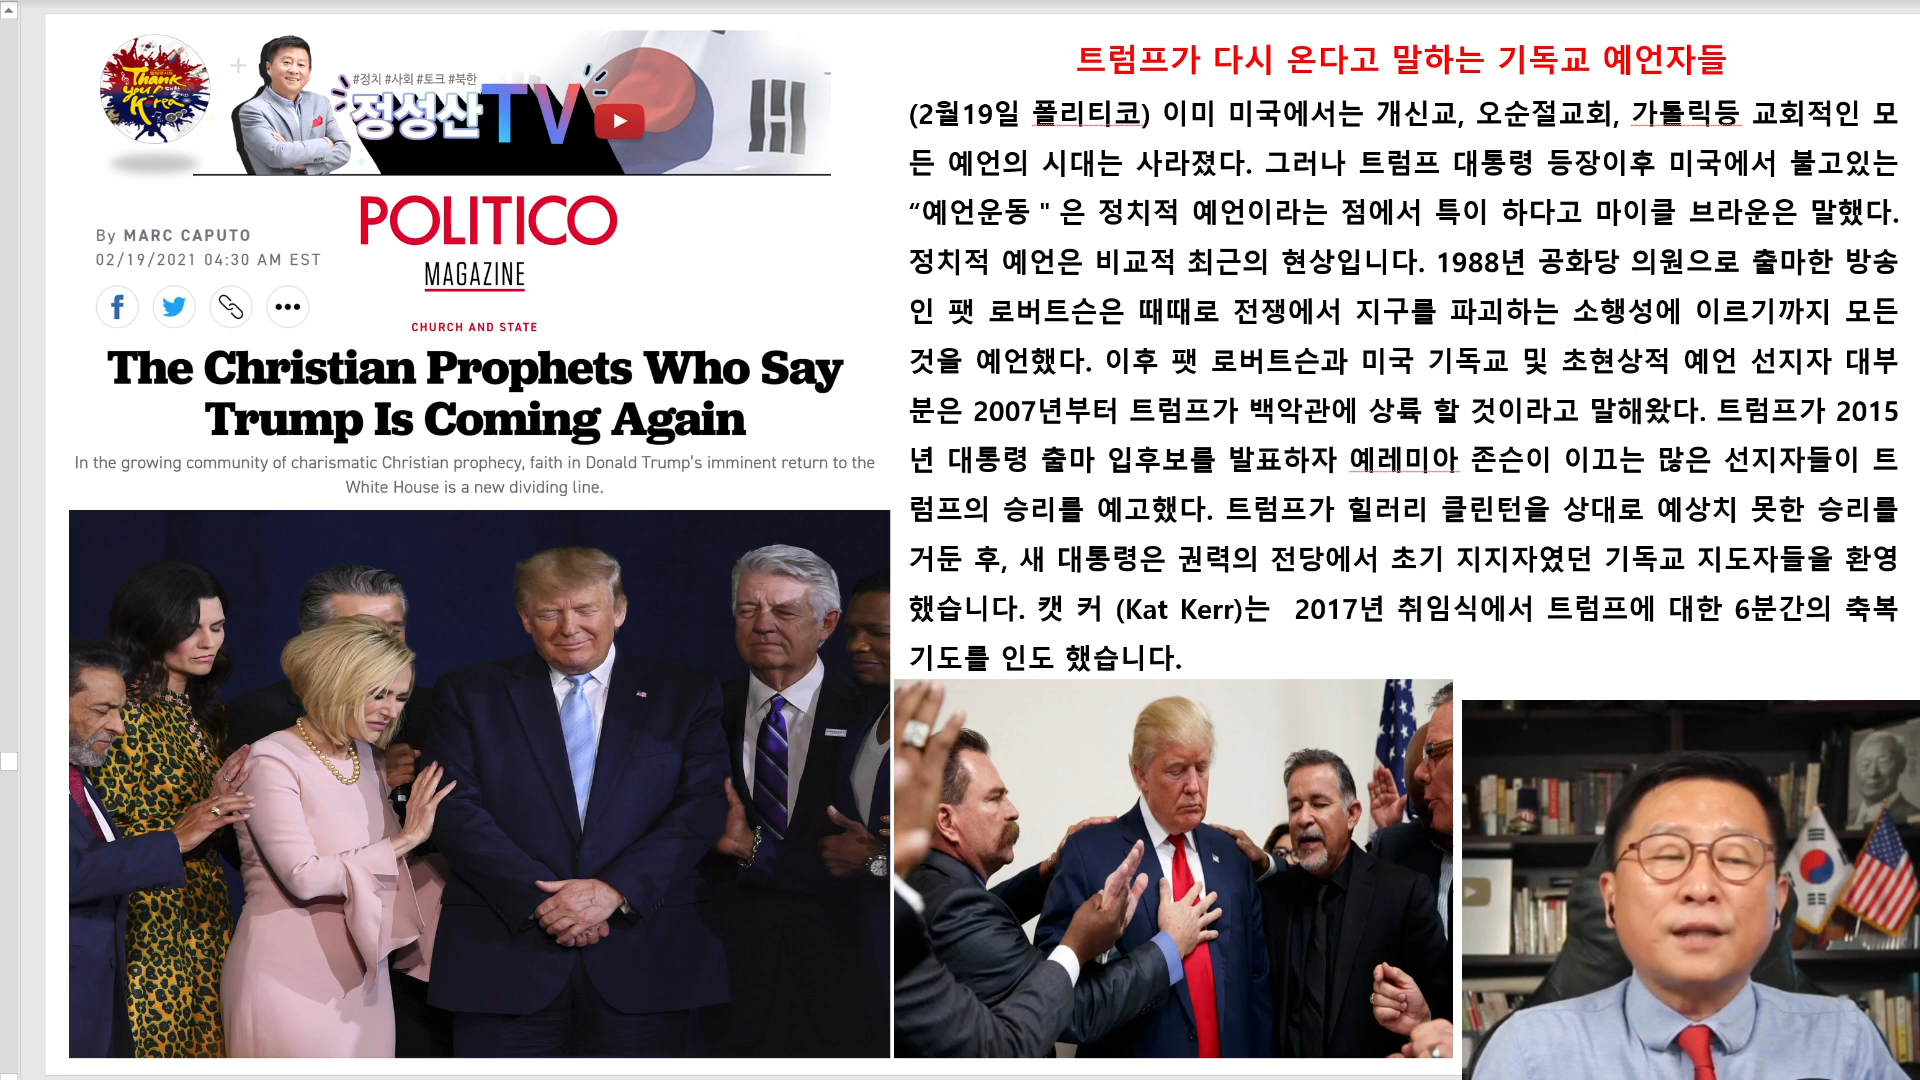 Thank
you
Korea
#정치 #사회 #토크 #북한
정성산TV
By MARC CAPUTO
02/19/2021 04:30 AM EST
POLITICO
MAGAZINE
CHURCH AND STATE
The Christian Prophets Who Say
Trump Is Coming Again
In the growing community of charismatic Christian prophecy, faith in Donald Trump's imminent return to the
White House is a new dividing line.
트럼프가 다시 온다고 말하는 기독교 예언자들
(2월19일 폴리티코) 이미 미국에서는 개신교, 오순절교회, 가톨릭등 교회적인 모
든 예언의 시대는 사라졌다. 그러나 트럼프 대통령 등장이후 미국에서 불고있는
“예언운동 " 은 정치적 예언이라는 점에서 특이 하다고 마이클 브라운은 말했다.
정치적 예언은 비교적 최근의 현상입니다. 1988년 공화당 의원으로 출마한 방송
인 팻 로버트슨은 때때로 전쟁에서 지구를 파괴하는 소행성에 이르기까지 모든
것을 예언했다. 이후 팻 로버트슨과 미국 기독교 및 초현상적 예언 선지자 대부
분은 2007년부터 트럼프가 백악관에 상륙 할 것이라고 말해왔다. 트럼프가 2015
년 대통령 출마 입후보를 발표하자 예레미아 존슨이 이끄는 많은 선지자들이 트
럼프의 승리를 예고했다. 트럼프가 힐러리 클린턴을 상대로 예상치 못한 승리를
거둔 후, 새 대통령은 권력의 전당에서 초기 지지자였던 기독교 지도자들을 환영
했습니다. 캣 커 (Kat Kerr)는 2017년 취임식에서 트럼프에 대한 6분간의 축복
기도를 인도 했습니다.